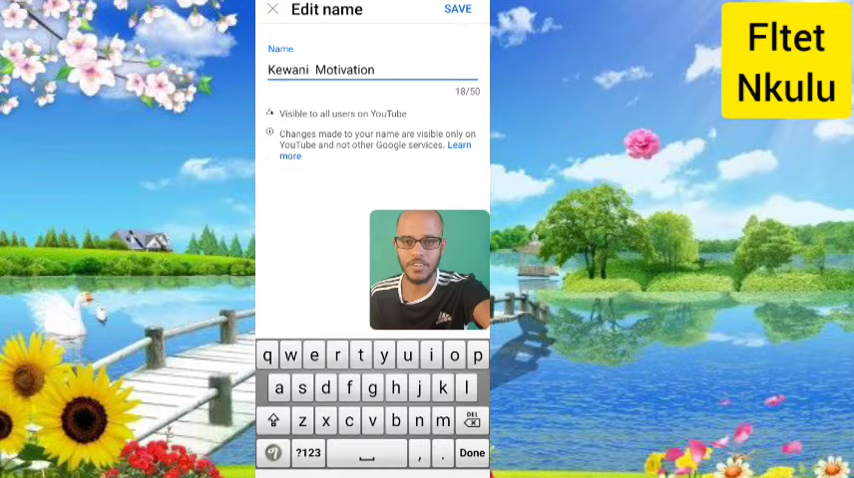 Edit name
SAVE
Fltet
Nkulu
Name
Kewani Motivation
18/50
Visible to all users on YouTube
Changes made to your name are visible only on
YouTube and not other Google services. Learn
more
q w e r t y u i o p
a s d f g h j k l
z x c v b n m DEL
?123 , . Done